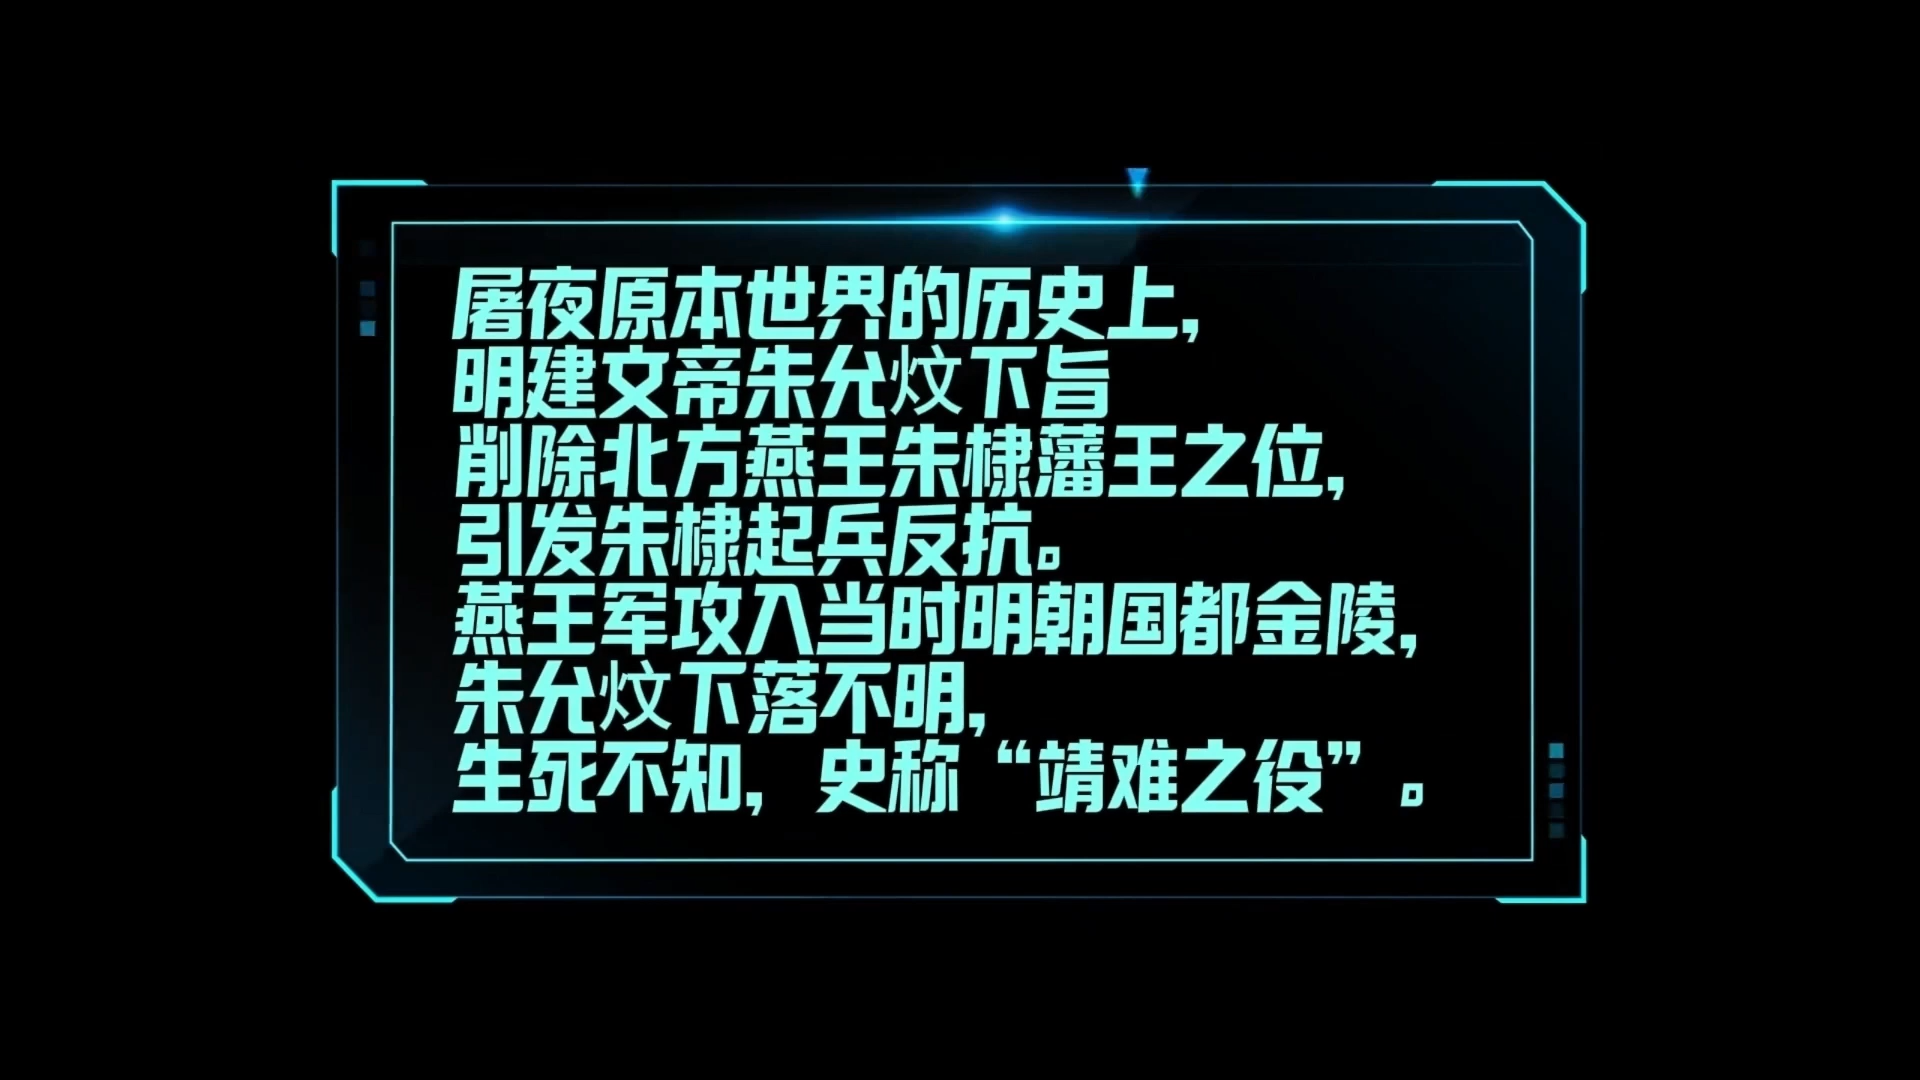 屠夜原本世界的历史上，
明建文帝朱允炆下旨
削除北方燕王朱棣藩王之位，
引发朱棣起兵反抗。
燕王军攻入当时明朝国都金陵，
朱允炆下落不明，
生死不知，史称“靖难之役”。